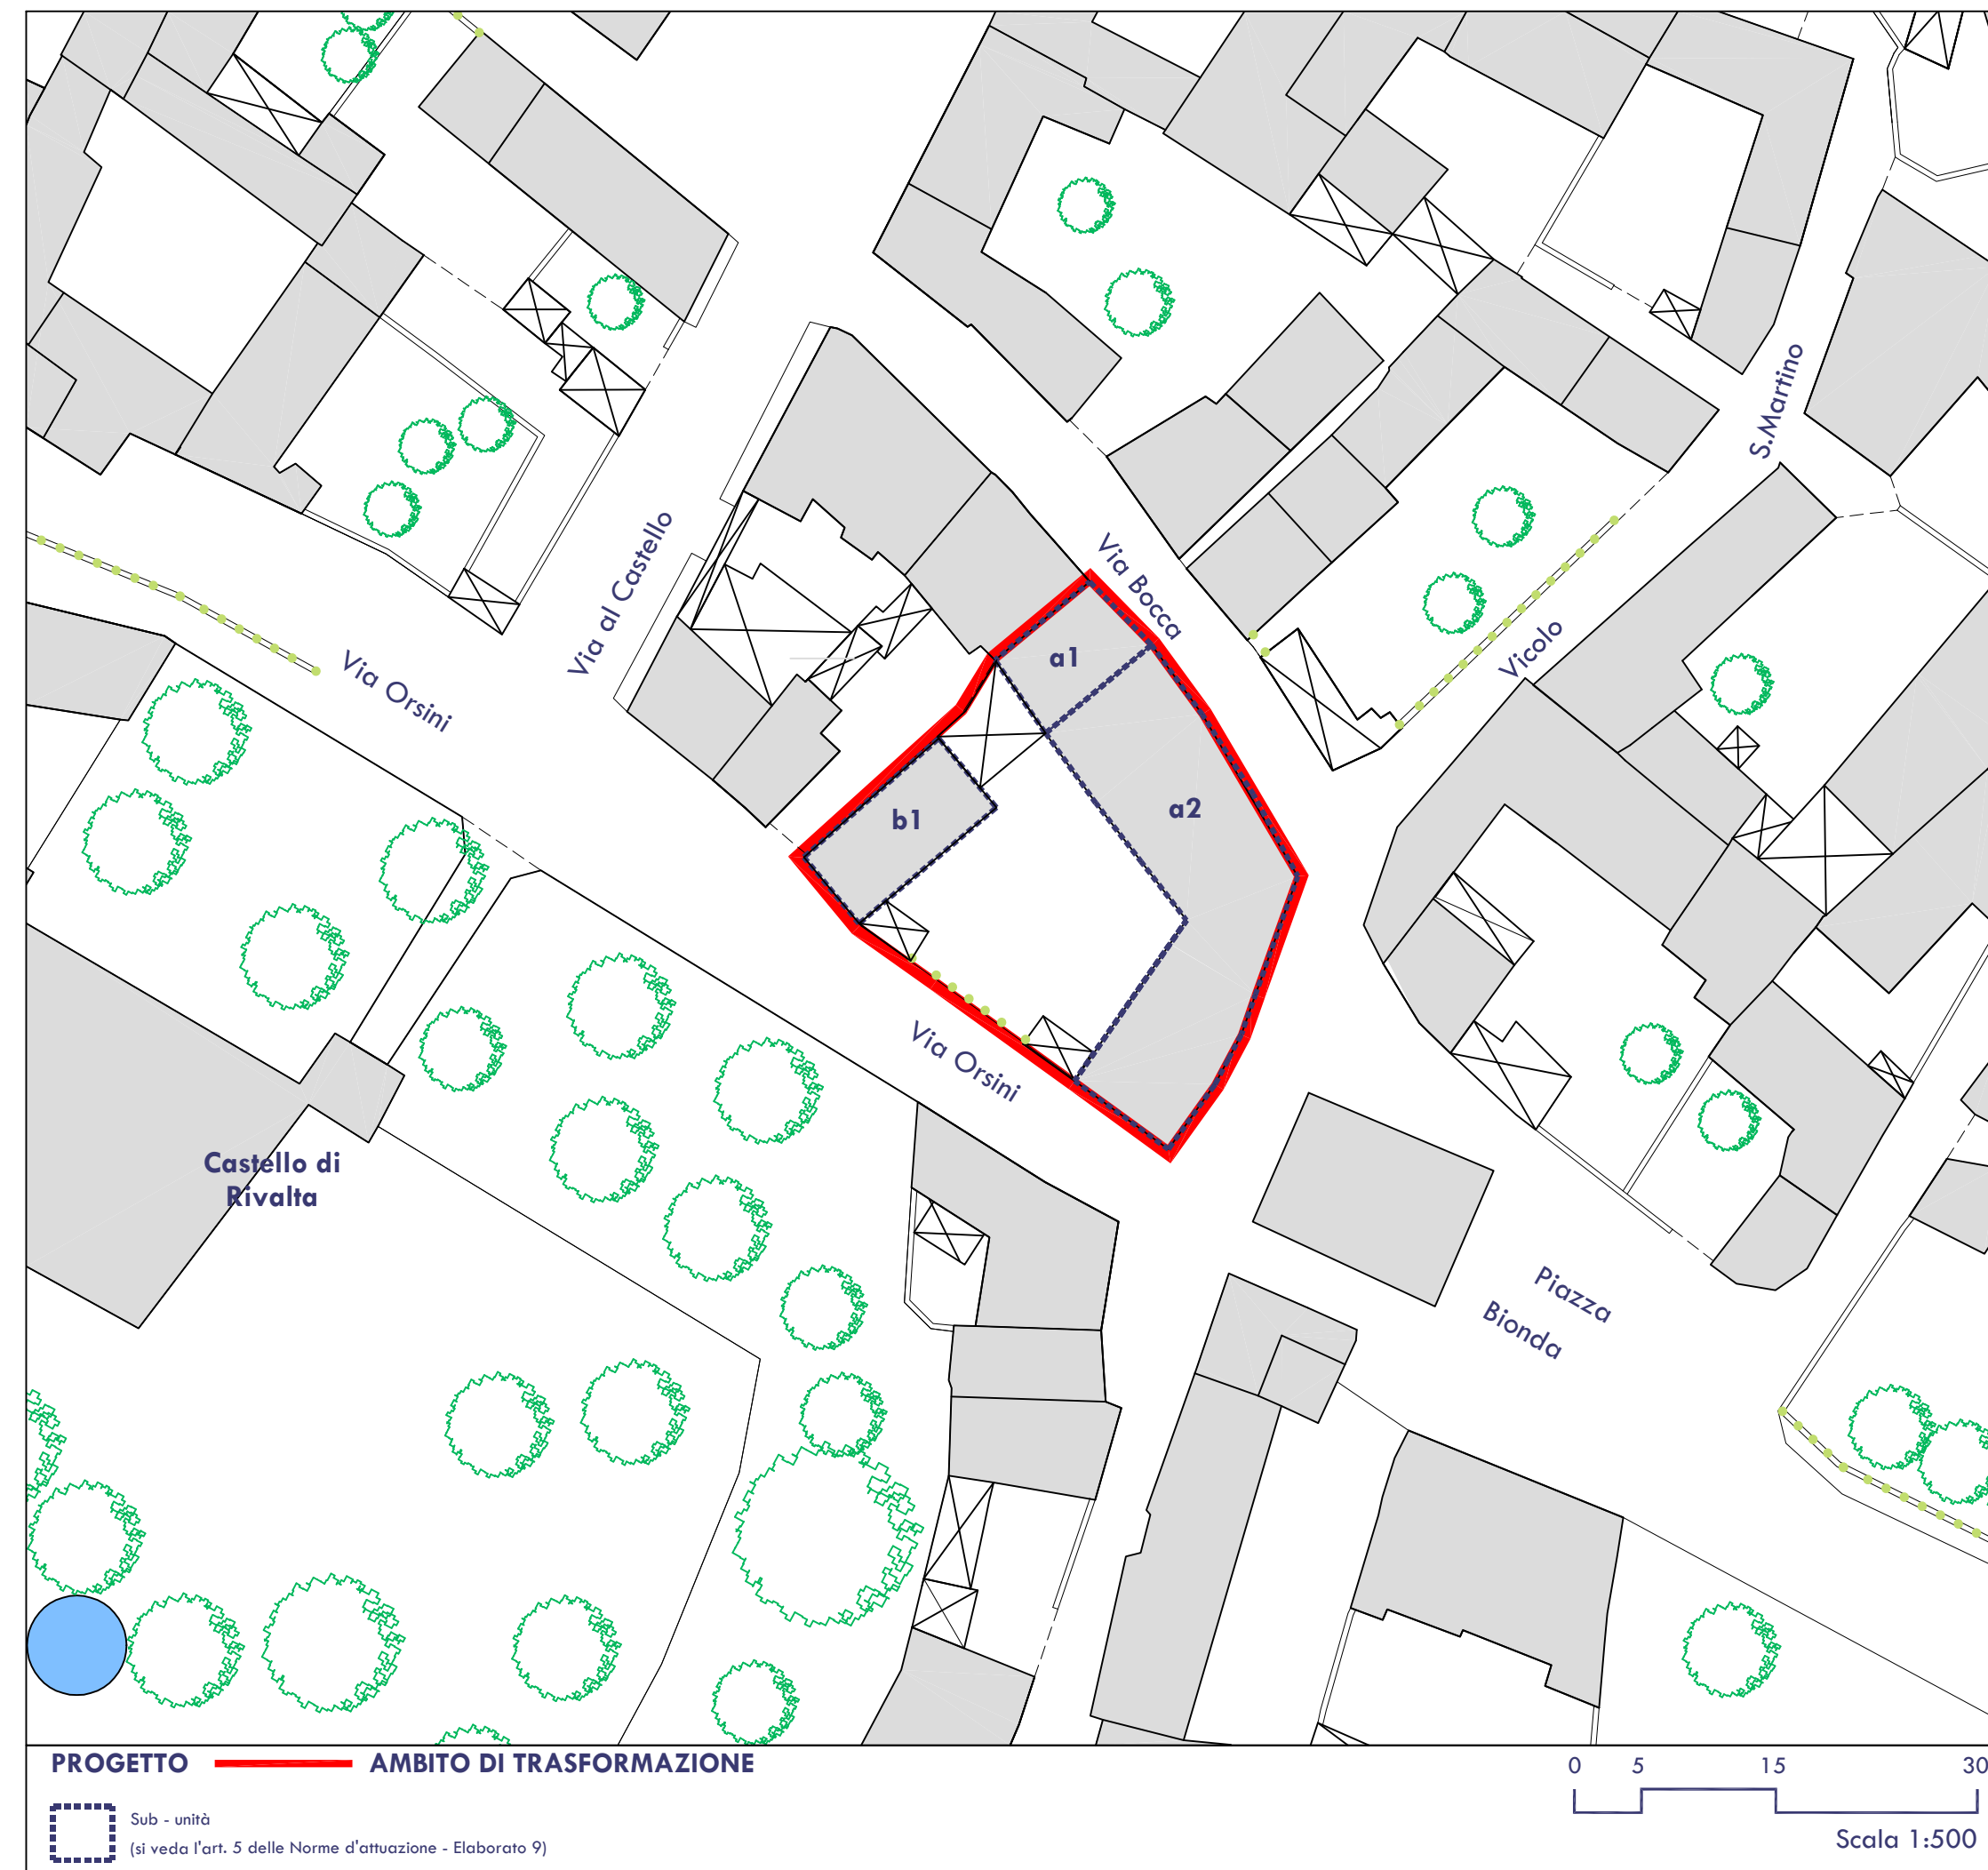 S.Martino
Via Bocca
Via al Castello
Vicolo
Via Orsini
a1
a2
b1
Via Orsini
Castello di
Rivalta
Piazza
Bionda
PROGETTO
AMBITO DI TRASFORMAZIONE
0 5 15 30
Sub - unità
(si veda l'art. 5 delle Norme d'attuazione - Elaborato 9)
Scala 1:500